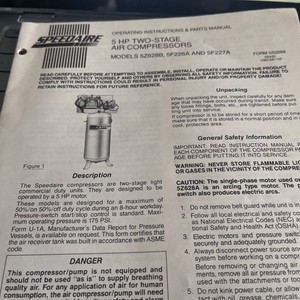 SPEEDAIRE
OPERATING INSTRUCTIONS & PARTS MANUAL
5 HP TWO-STAGE
AIR COMPRESSORS
MODELS 5Z628B, 5F226A AND 5F227A
READ CAREFULLY BEFORE ATTEMPTING TO ASSEMBLE, INSTALL, OPERATE OR MAINTAIN THE PRODUCT
DESCRIBED. PROTECT YOURSELF AND OTHERS BY OBSERVING ALL SAFETY INFORMATION. FAILURE TO
COMPLY WITH INSTRUCTIONS COULD RESULT IN PERSONAL INJURY AND/OR PROPERTY DAMAGE!
RETAIN INSTRUCTIONS FOR FUTURE REFERENCE.
Figure 1
Description
The Speedaire compressors are two-stage light
commercial duty units. They are designed to be
operated by a 5 HP motor.
These models are designed for a maximum of
50% on/50% off duty cycle during an 8-hour workday.
Pressure-switch start/stop control is standard. Maxi-
mum operating pressure is 175 PSI.
Form U-1A, Manufacturer's Data Report for Pressure
Vessels, is available on request. This form certifies that
the air receiver tank was built in accordance with ASME
code.
DANGER
This compressor/pump is not equipped and
should not be used "as is" to supply breathing
quality air. For any application of air for human
consumption, the air compressor/pump will need
Unpacking
When unpacking the unit, inspect carefully for any dam-
age that may have occurred during transit. Make sure
any loose fittings, bolts, etc., are tightened before put-
ting unit into service.
If compressor is to be stored for a short period of time
make sure that it is stored in a normal position and in a
cool, protected area.
General Safety Information
IMPORTANT: READ INSTRUCTION MANUAL
EACH COMPONENT OF THE COMPRESSOR
AGE BEFORE PUTTING IT INTO SERVICE.
WARNING: NEVER STORE FLAMMABLE
OR GASES IN THE VICINITY OF THE COMPRES
CAUTION: The single-phase motor used on
5Z628A is an arcing type motor. The
switch also produces electric arcs.
1. Do not remove belt guard while unit is in
2. Follow all local electrical and safety
as National Electrical Codes (NEC)
tional Safety and Health Act (OSHA).
3. Electric motors and pressure switch
securely and adequately grounded.
4. Always disconnect power source
system before working on a comp
Before removing or changing air
ments, remove all air pressure from
used with the attachments
5. Do not kink power cable